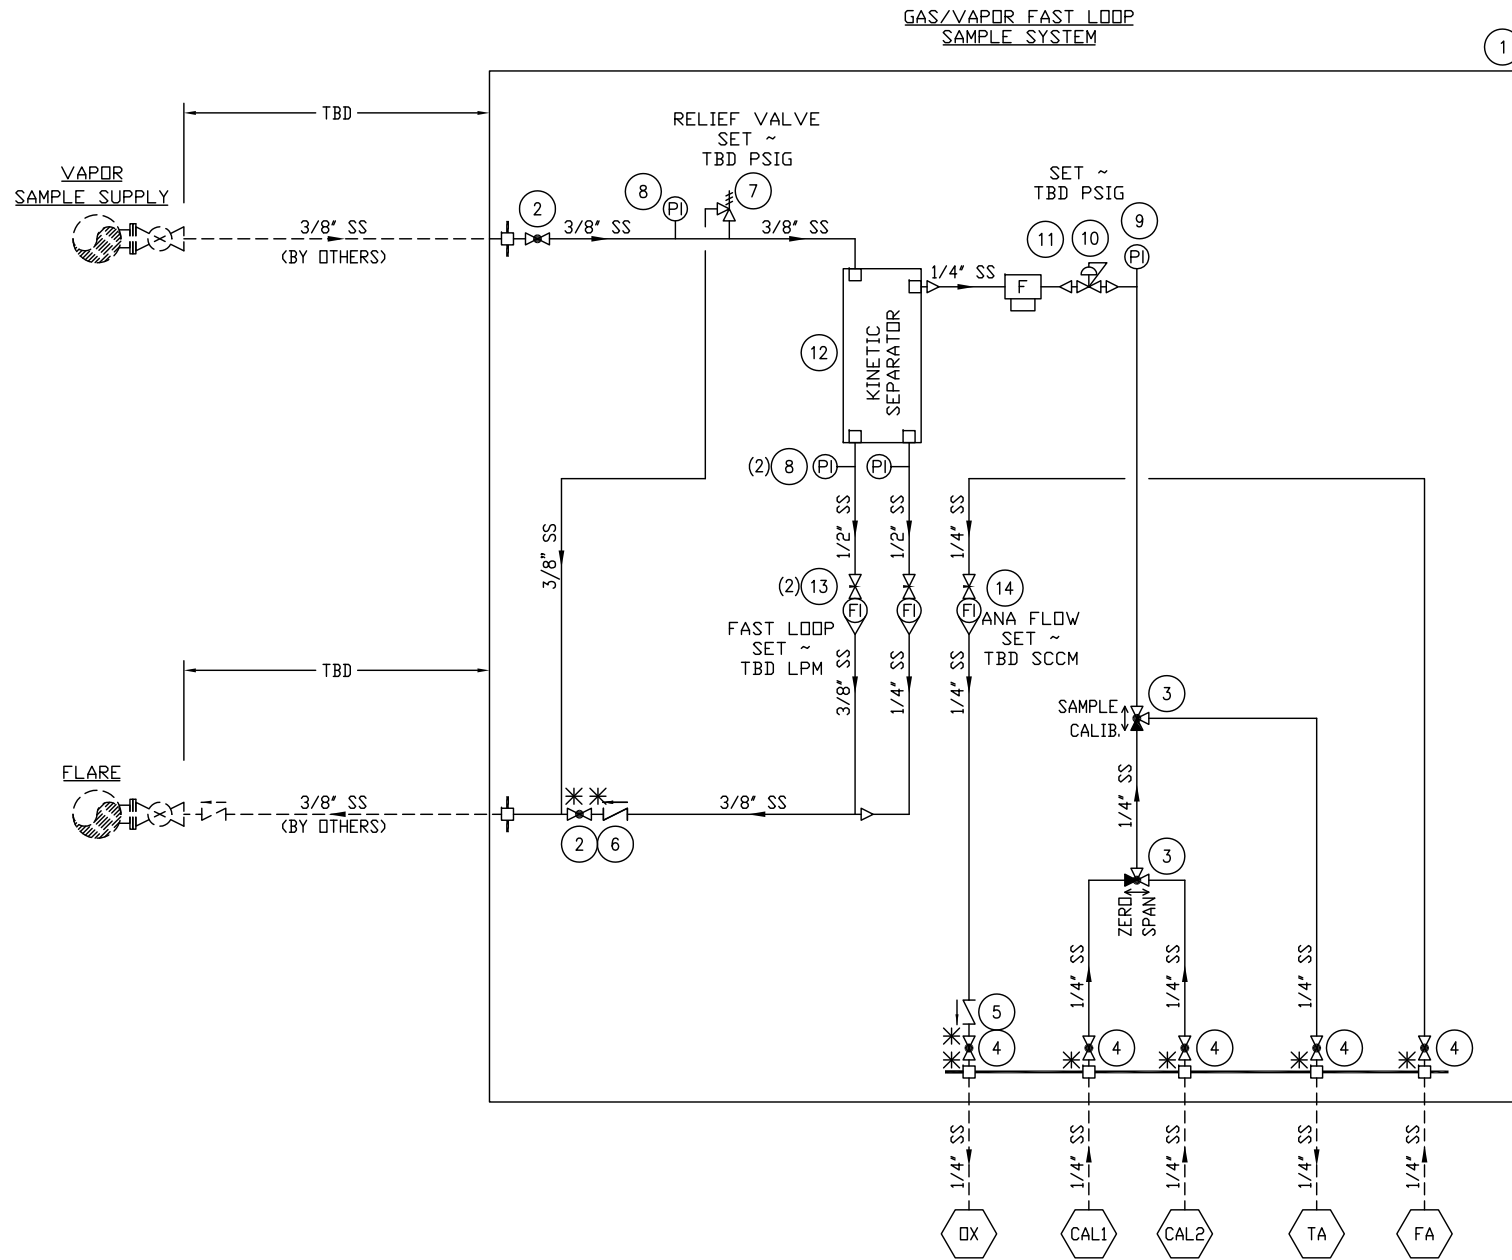 GAS/VAPOR FAST LOOP
SAMPLE SYSTEM
1
TBD
RELIEF VALVE
SET ~
TBD PSIG
VAPOR
SAMPLE SUPPLY
3/8" SS
(BY OTHERS)
2
3/8" SS
8
PI
7
3/8" SS
SET ~
TBD PSIG
11
10
9
PI
1/4" SS
F
12
KINETIC
SEPARATOR
(2)
8
PI
PI
1/2" SS
1/2" SS
1/4" SS
3/8" SS
(2)
13
FI
FI
FI
14
FAST LOOP
SET ~
TBD LPM
ANA FLOW
SET ~
TBD SCCM
3/8" SS
1/4" SS
1/4" SS
TBD
3
SAMPLE
CALIB.
FLARE
3/8" SS
(BY OTHERS)
2
6
3/8" SS
1/4" SS
3
ZERO
SPAN
1/4" SS
1/4" SS
1/4" SS
5
4
4
4
4
4
1/4" SS
1/4" SS
1/4" SS
1/4" SS
1/4" SS
OX
CAL1
CAL2
TA
FA